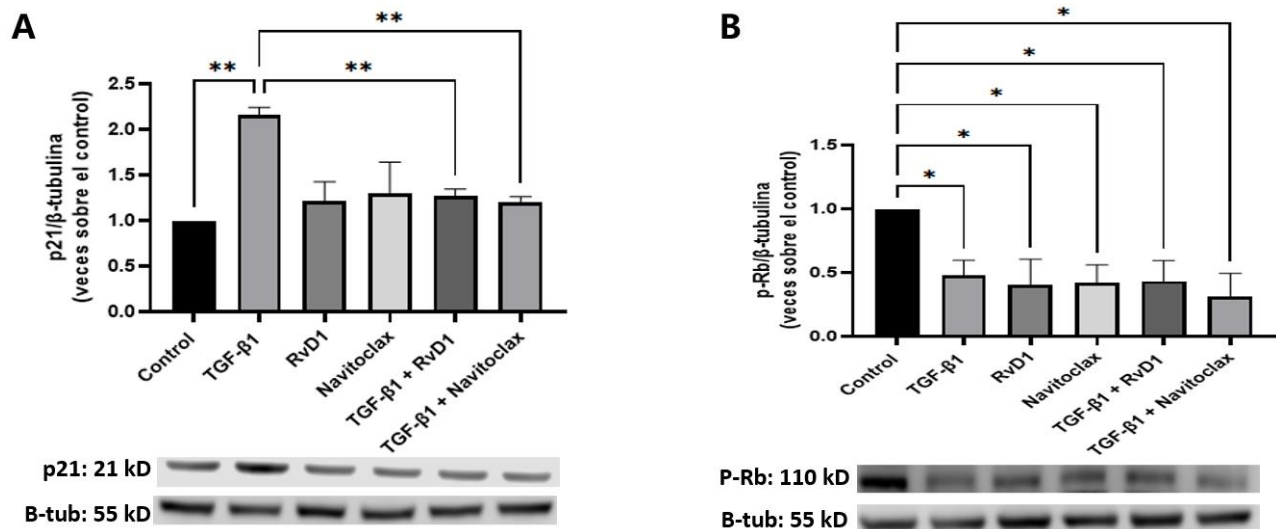 A
p21/β-tubulina
(veces sobre el control)
2.5
2.0
1.5
1.0
0.5
0.0
**
**
**
Control
TGF-β1
RvD1
Navitoclax
TGF-β1 + RvD1
TGF-β1 + Navitoclax
p21: 21 kD
B-tub: 55 kD
B
p-Rb/β-tubulina
(veces sobre el control)
1.5
1.0
0.5
0.0
*
*
*
*
*
Control
TGF-β1
RvD1
Navitoclax
TGF-β1 + RvD1
TGF-β1 + Navitoclax
P-Rb: 110 kD
B-tub: 55 kD